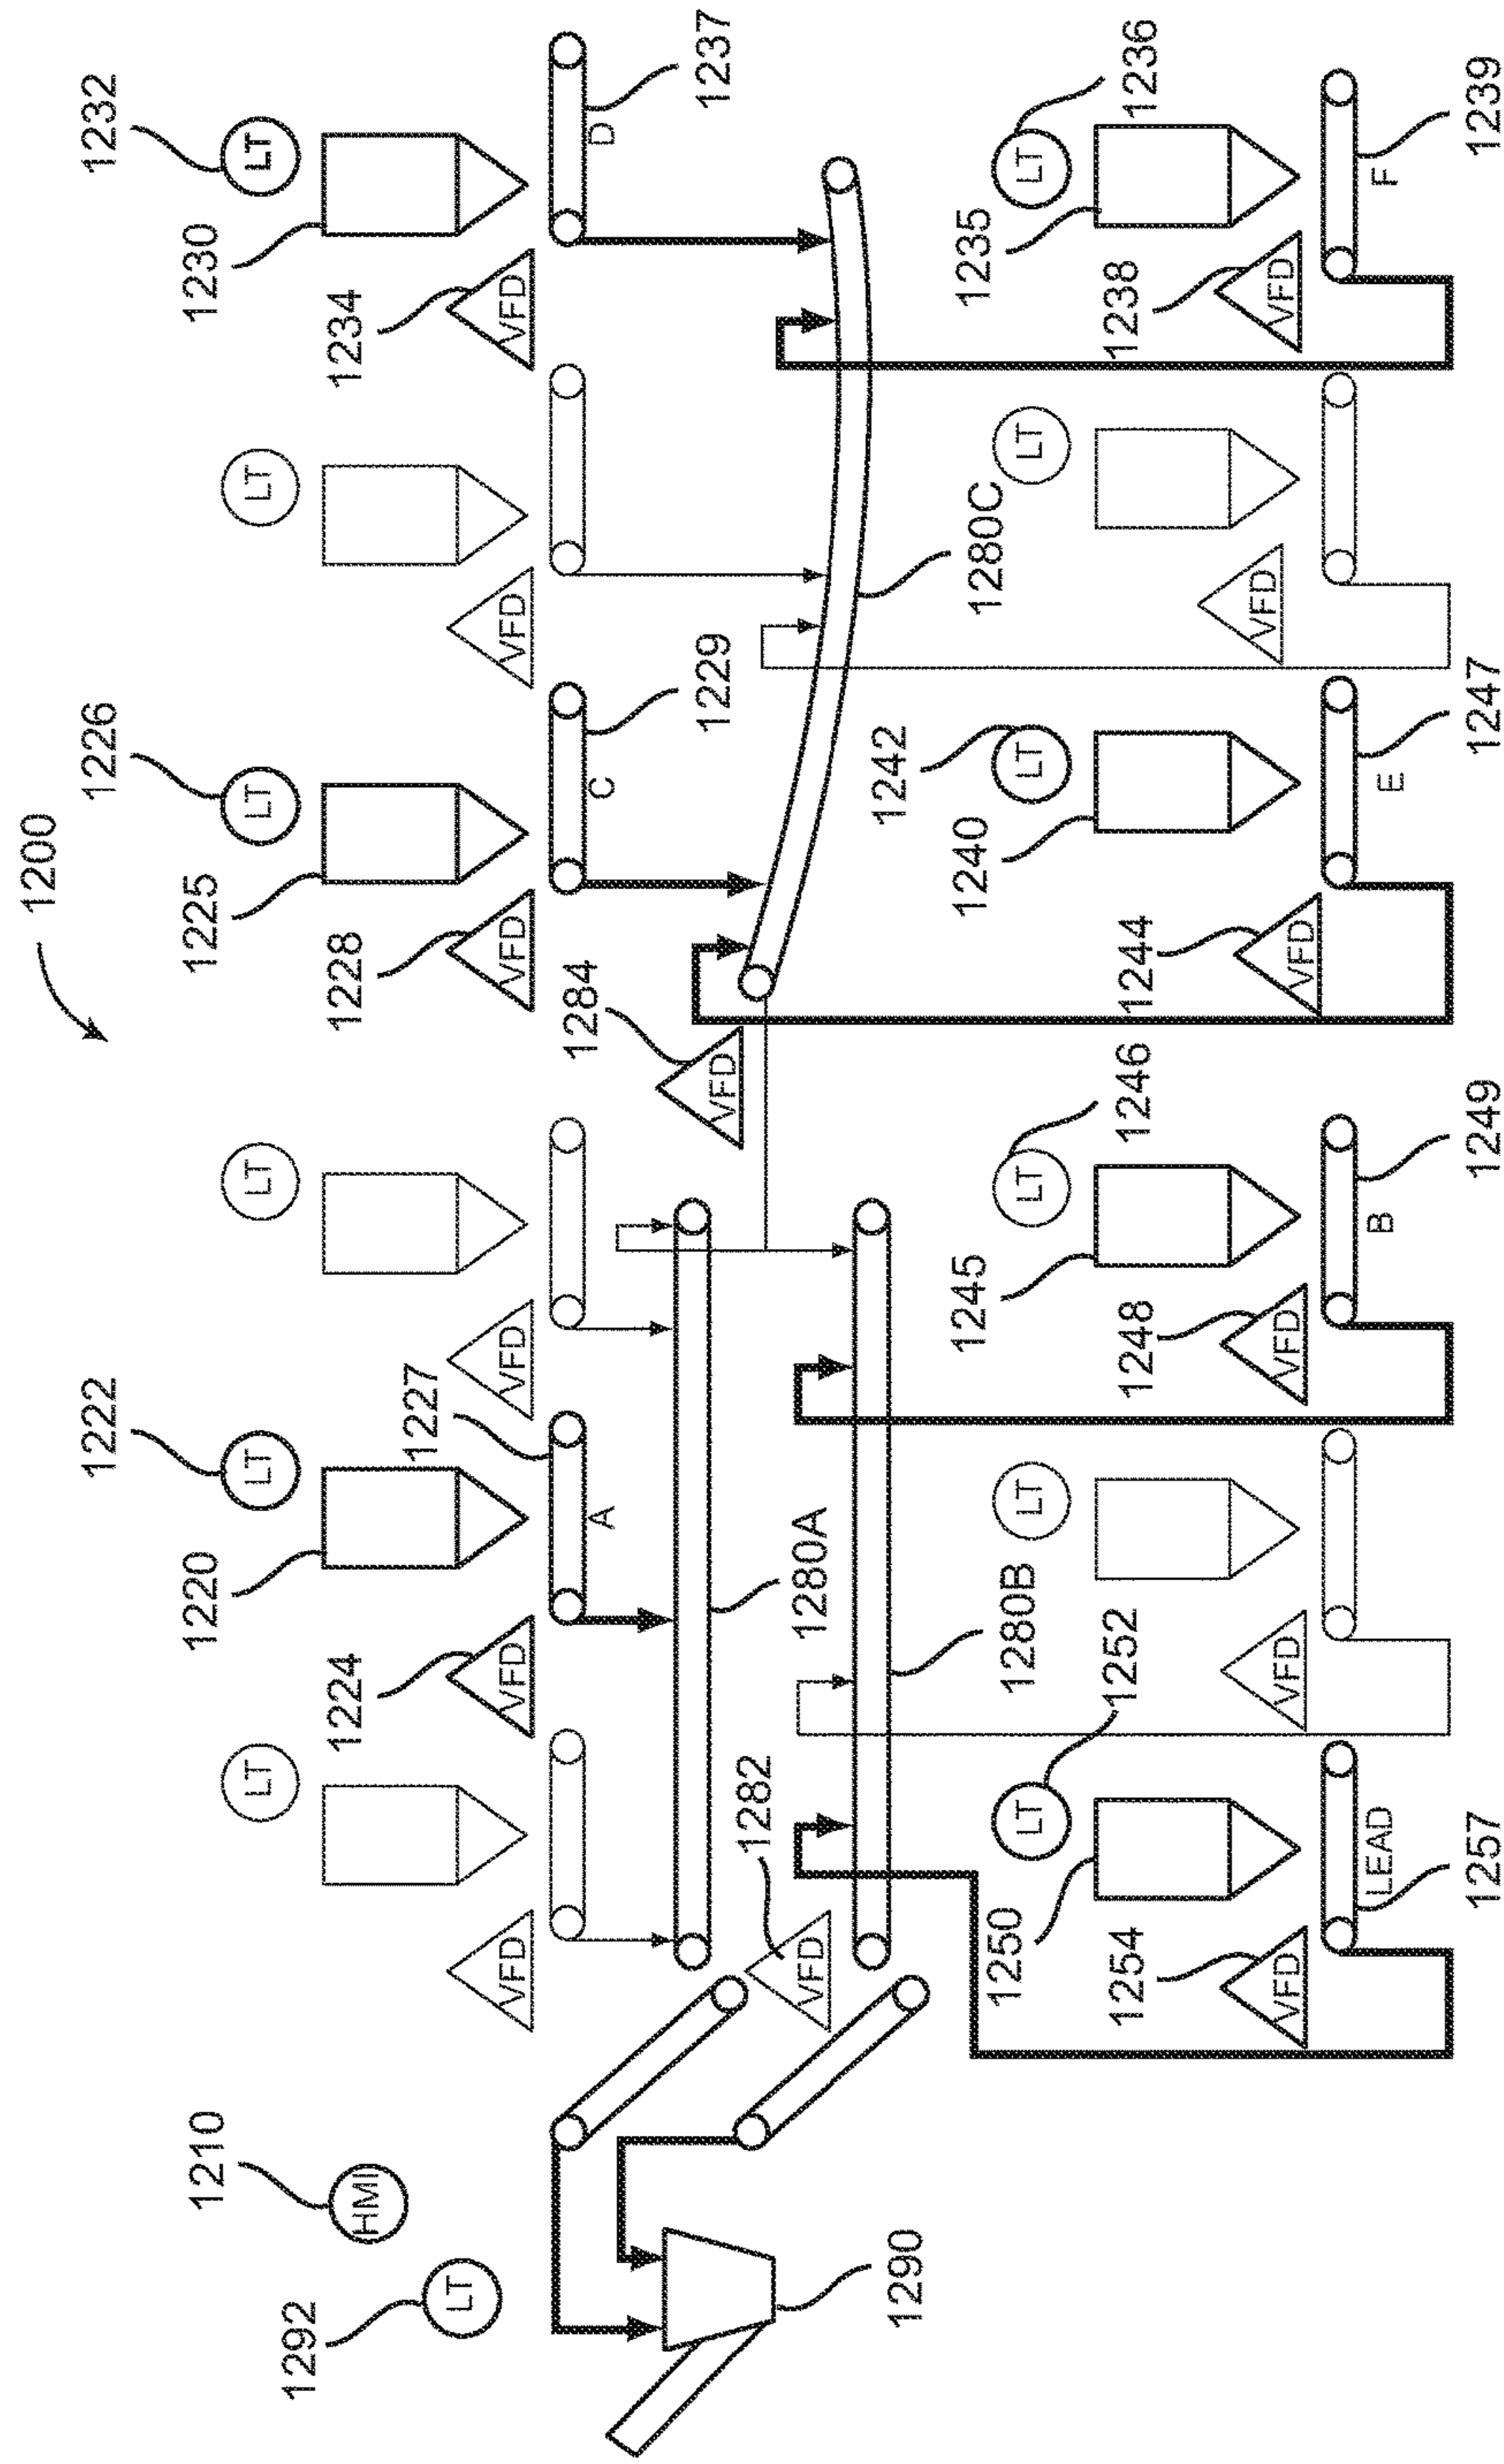 1200
1222
1226
1232
1210
1220
1225
1230
LT
LT
LT
LT
LT
LT
1292
1224
1228
1234
HMI
1227
LT
VFD
VFD
VFD
VFD
VFD
VFD
1284
A
C
D
1229
1237
VFD
1282
1280A
VFD
1242
1290
1245
1240
1235
1280C
1250
1280B
LT
LT
LT
LT
LT
LT
1252
1254
1248
1246
1244
1238
1236
VFD
VFD
VFD
VFD
VFD
VFD
LEAD
B
E
F
1257
1249
1247
1239